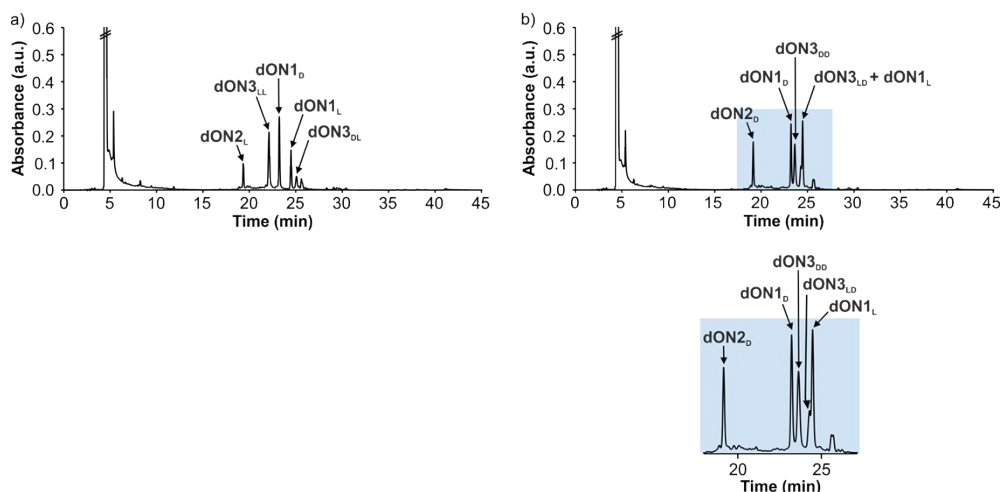 a)
Absorbance (a.u.)
0.6
0.5
0.4
0.3
0.2
0.1
0.0
dON2L
dON3LL
dON1D
dON1L
dON3DL
0 5 10 15 20 25 30 35 40 45
Time (min)
b)
Absorbance (a.u.)
0.6
0.5
0.4
0.3
0.2
0.1
0.0
dON2D
dON1D
dON3DD
dON3LD + dON1L
0 5 10 15 20 25 30 35 40 45
Time (min)
dON3DD
dON3LD
dON1D
dON1L
dON2D
20 25
Time (min)